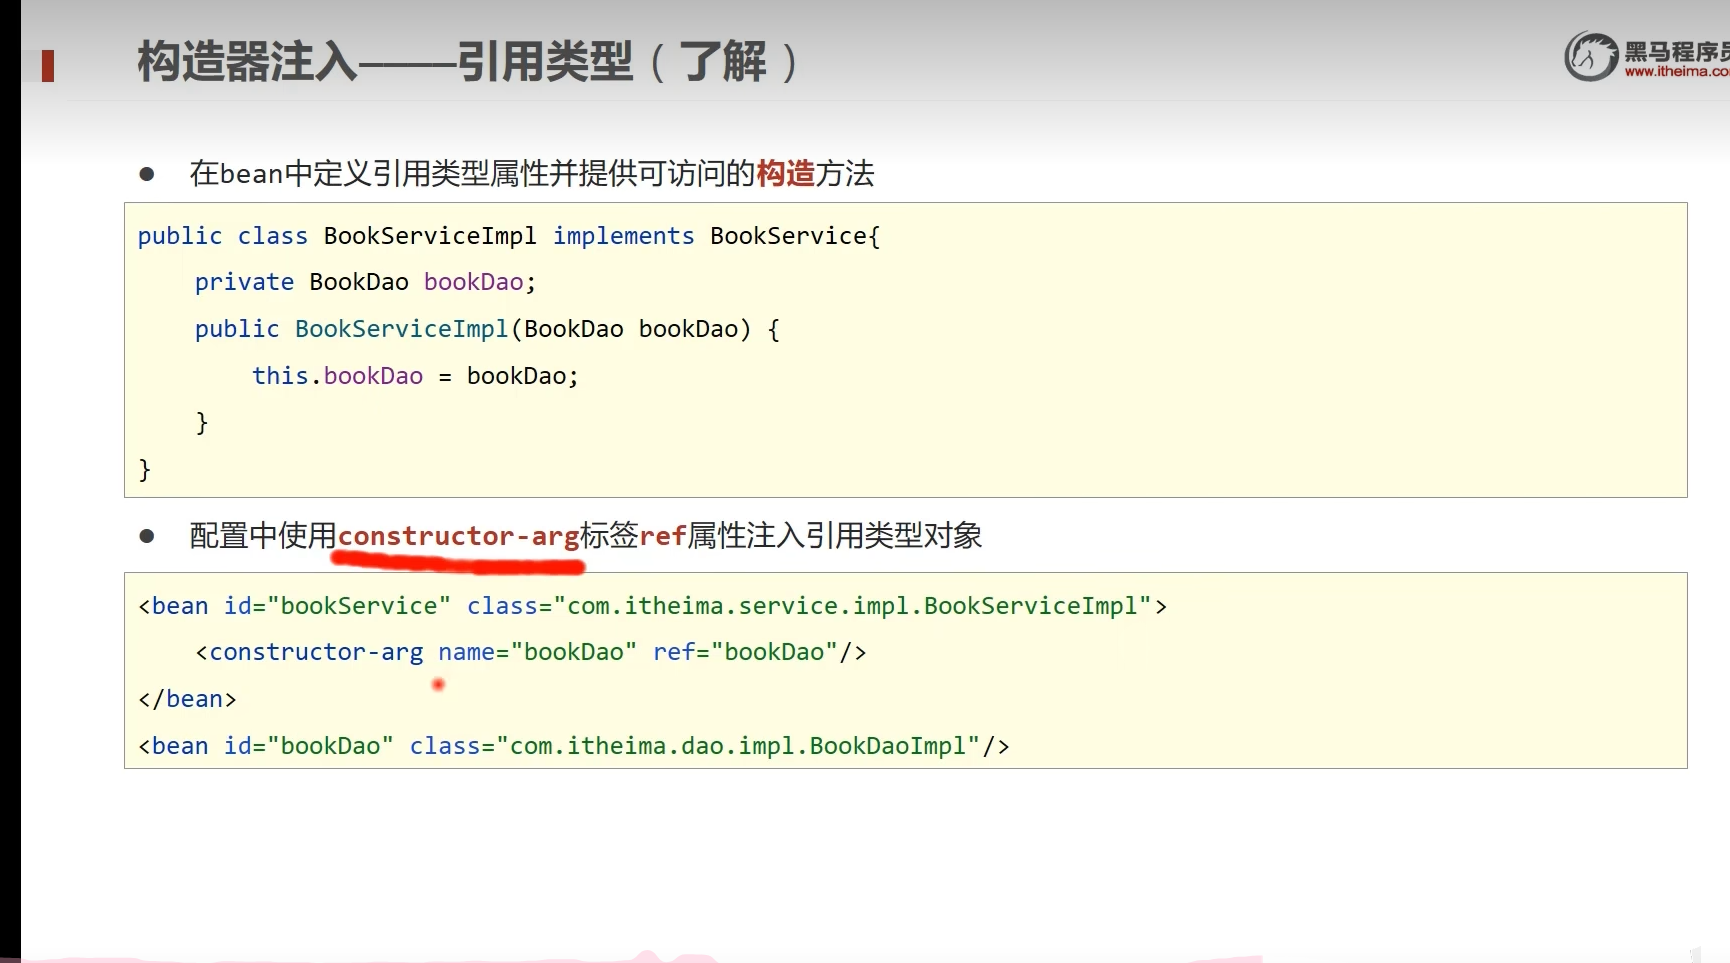 构造器注入——引用类型（了解）
黑马程序员
www.itheima.co
● 在bean中定义引用类型属性并提供可访问的构造方法
public class BookServiceImpl implements BookService{
    private BookDao bookDao;
    public BookServiceImpl(BookDao bookDao) {
        this.bookDao = bookDao;
    }
}
● 配置中使用constructor-arg标签ref属性注入引用类型对象
<bean id="bookService" class="com.itheima.service.impl.BookServiceImpl">
    <constructor-arg name="bookDao" ref="bookDao"/>
</bean>
<bean id="bookDao" class="com.itheima.dao.impl.BookDaoImpl"/>